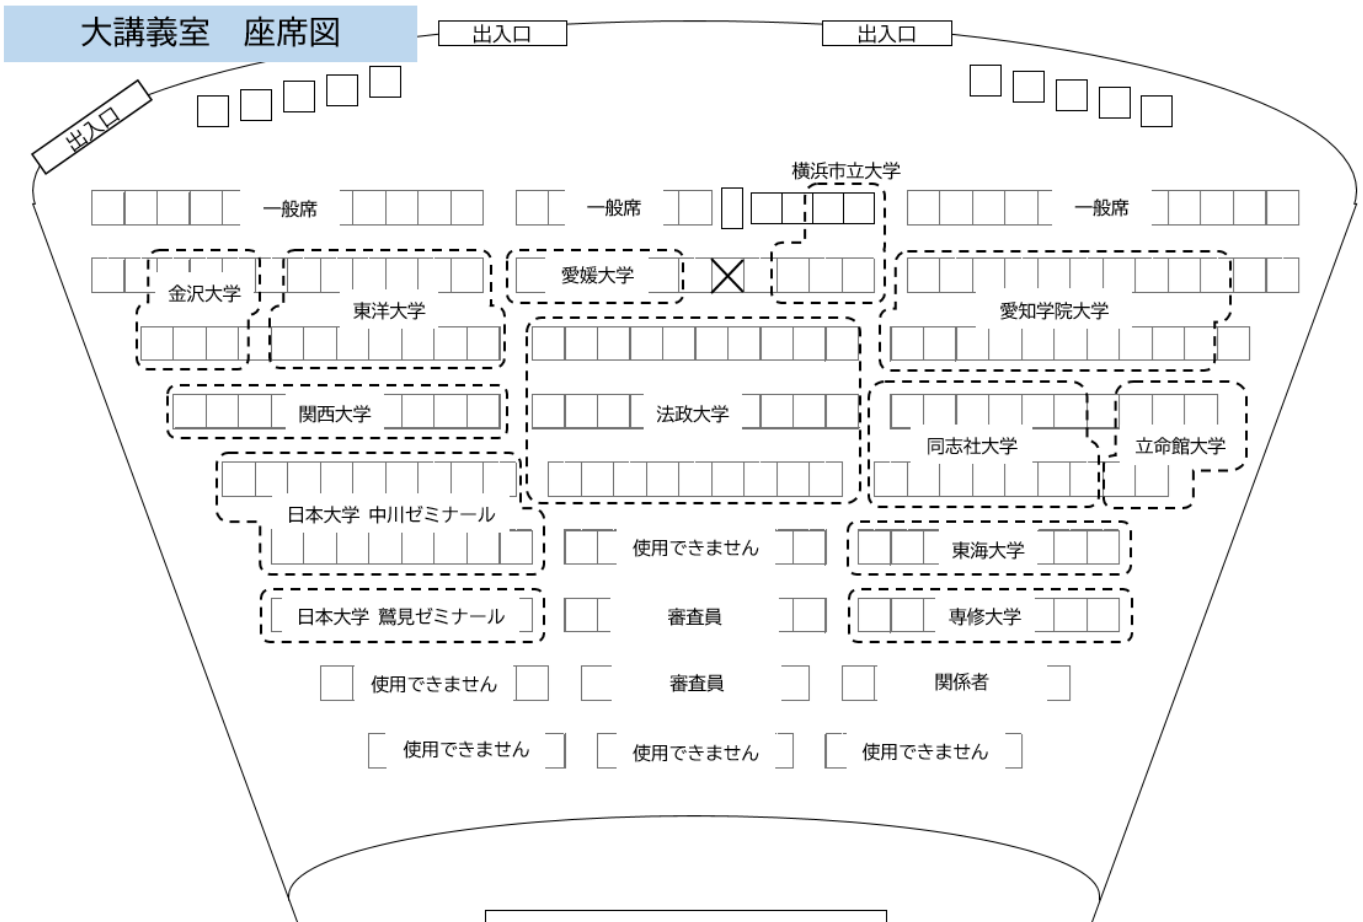 大講義室　座席図
出入口
出入口
出入口
横浜市立大学
一般席
一般席
一般席
金沢大学
東洋大学
愛媛大学
愛知学院大学
関西大学
法政大学
同志社大学
立命館大学
日本大学 中川ゼミナール
使用できません
東海大学
日本大学 鷲見ゼミナール
審査員
専修大学
使用できません
審査員
関係者
使用できません
使用できません
使用できません